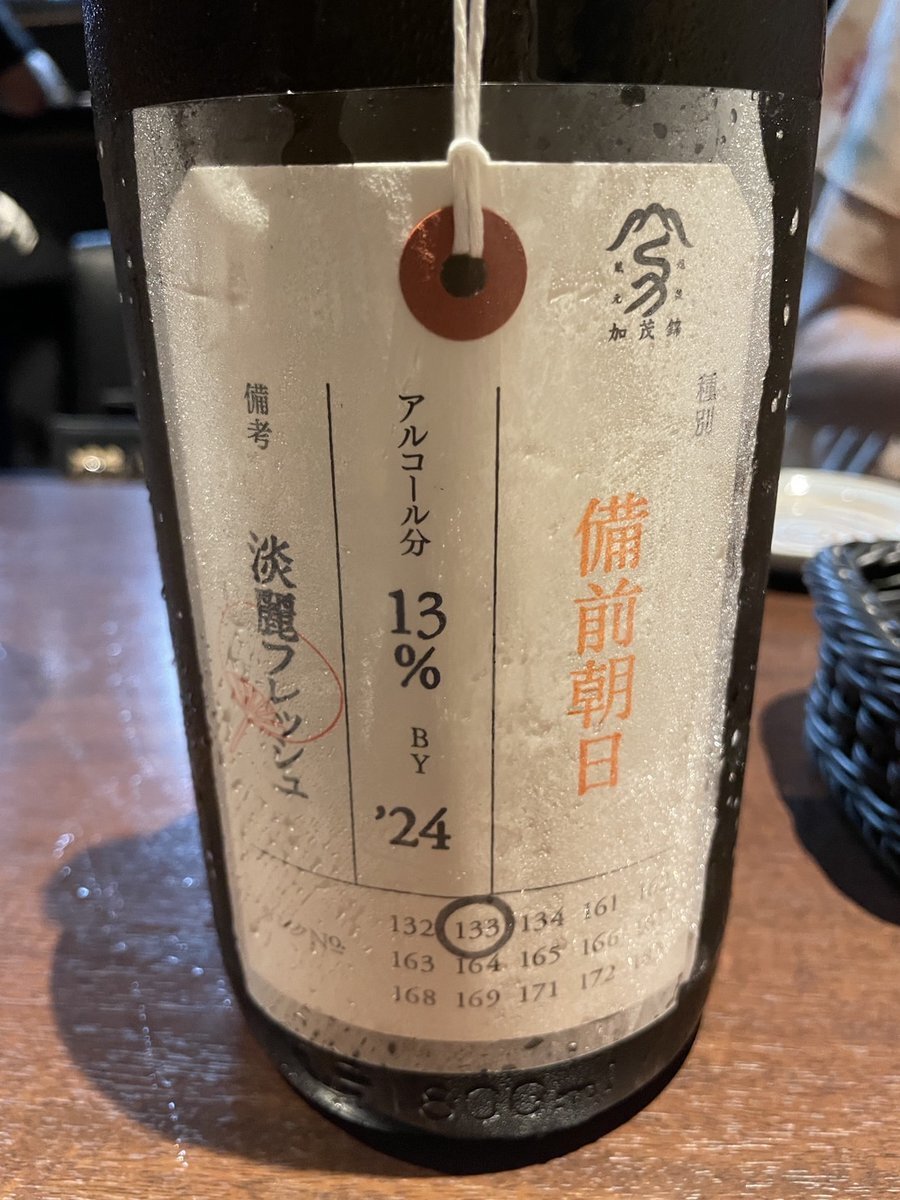 加茂錦
種別
備前朝日
アルコール分
13%
BY
'24
備考
淡麗フレッシュ
No.
132 133 134 161
163 164 165 166
168 169 171 172
1800ml